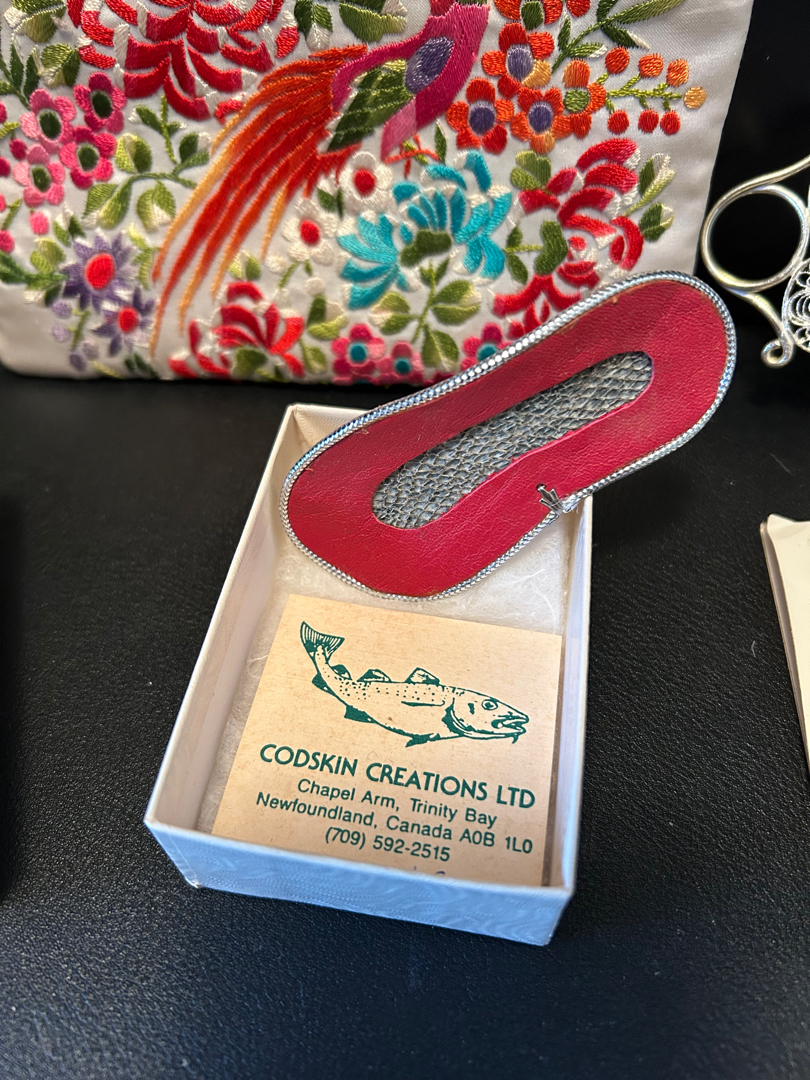 CODSKIN CREATIONS LTD
Chapel Arm, Trinity Bay
Newfoundland, Canada A0B 1L0
(709) 592-2515